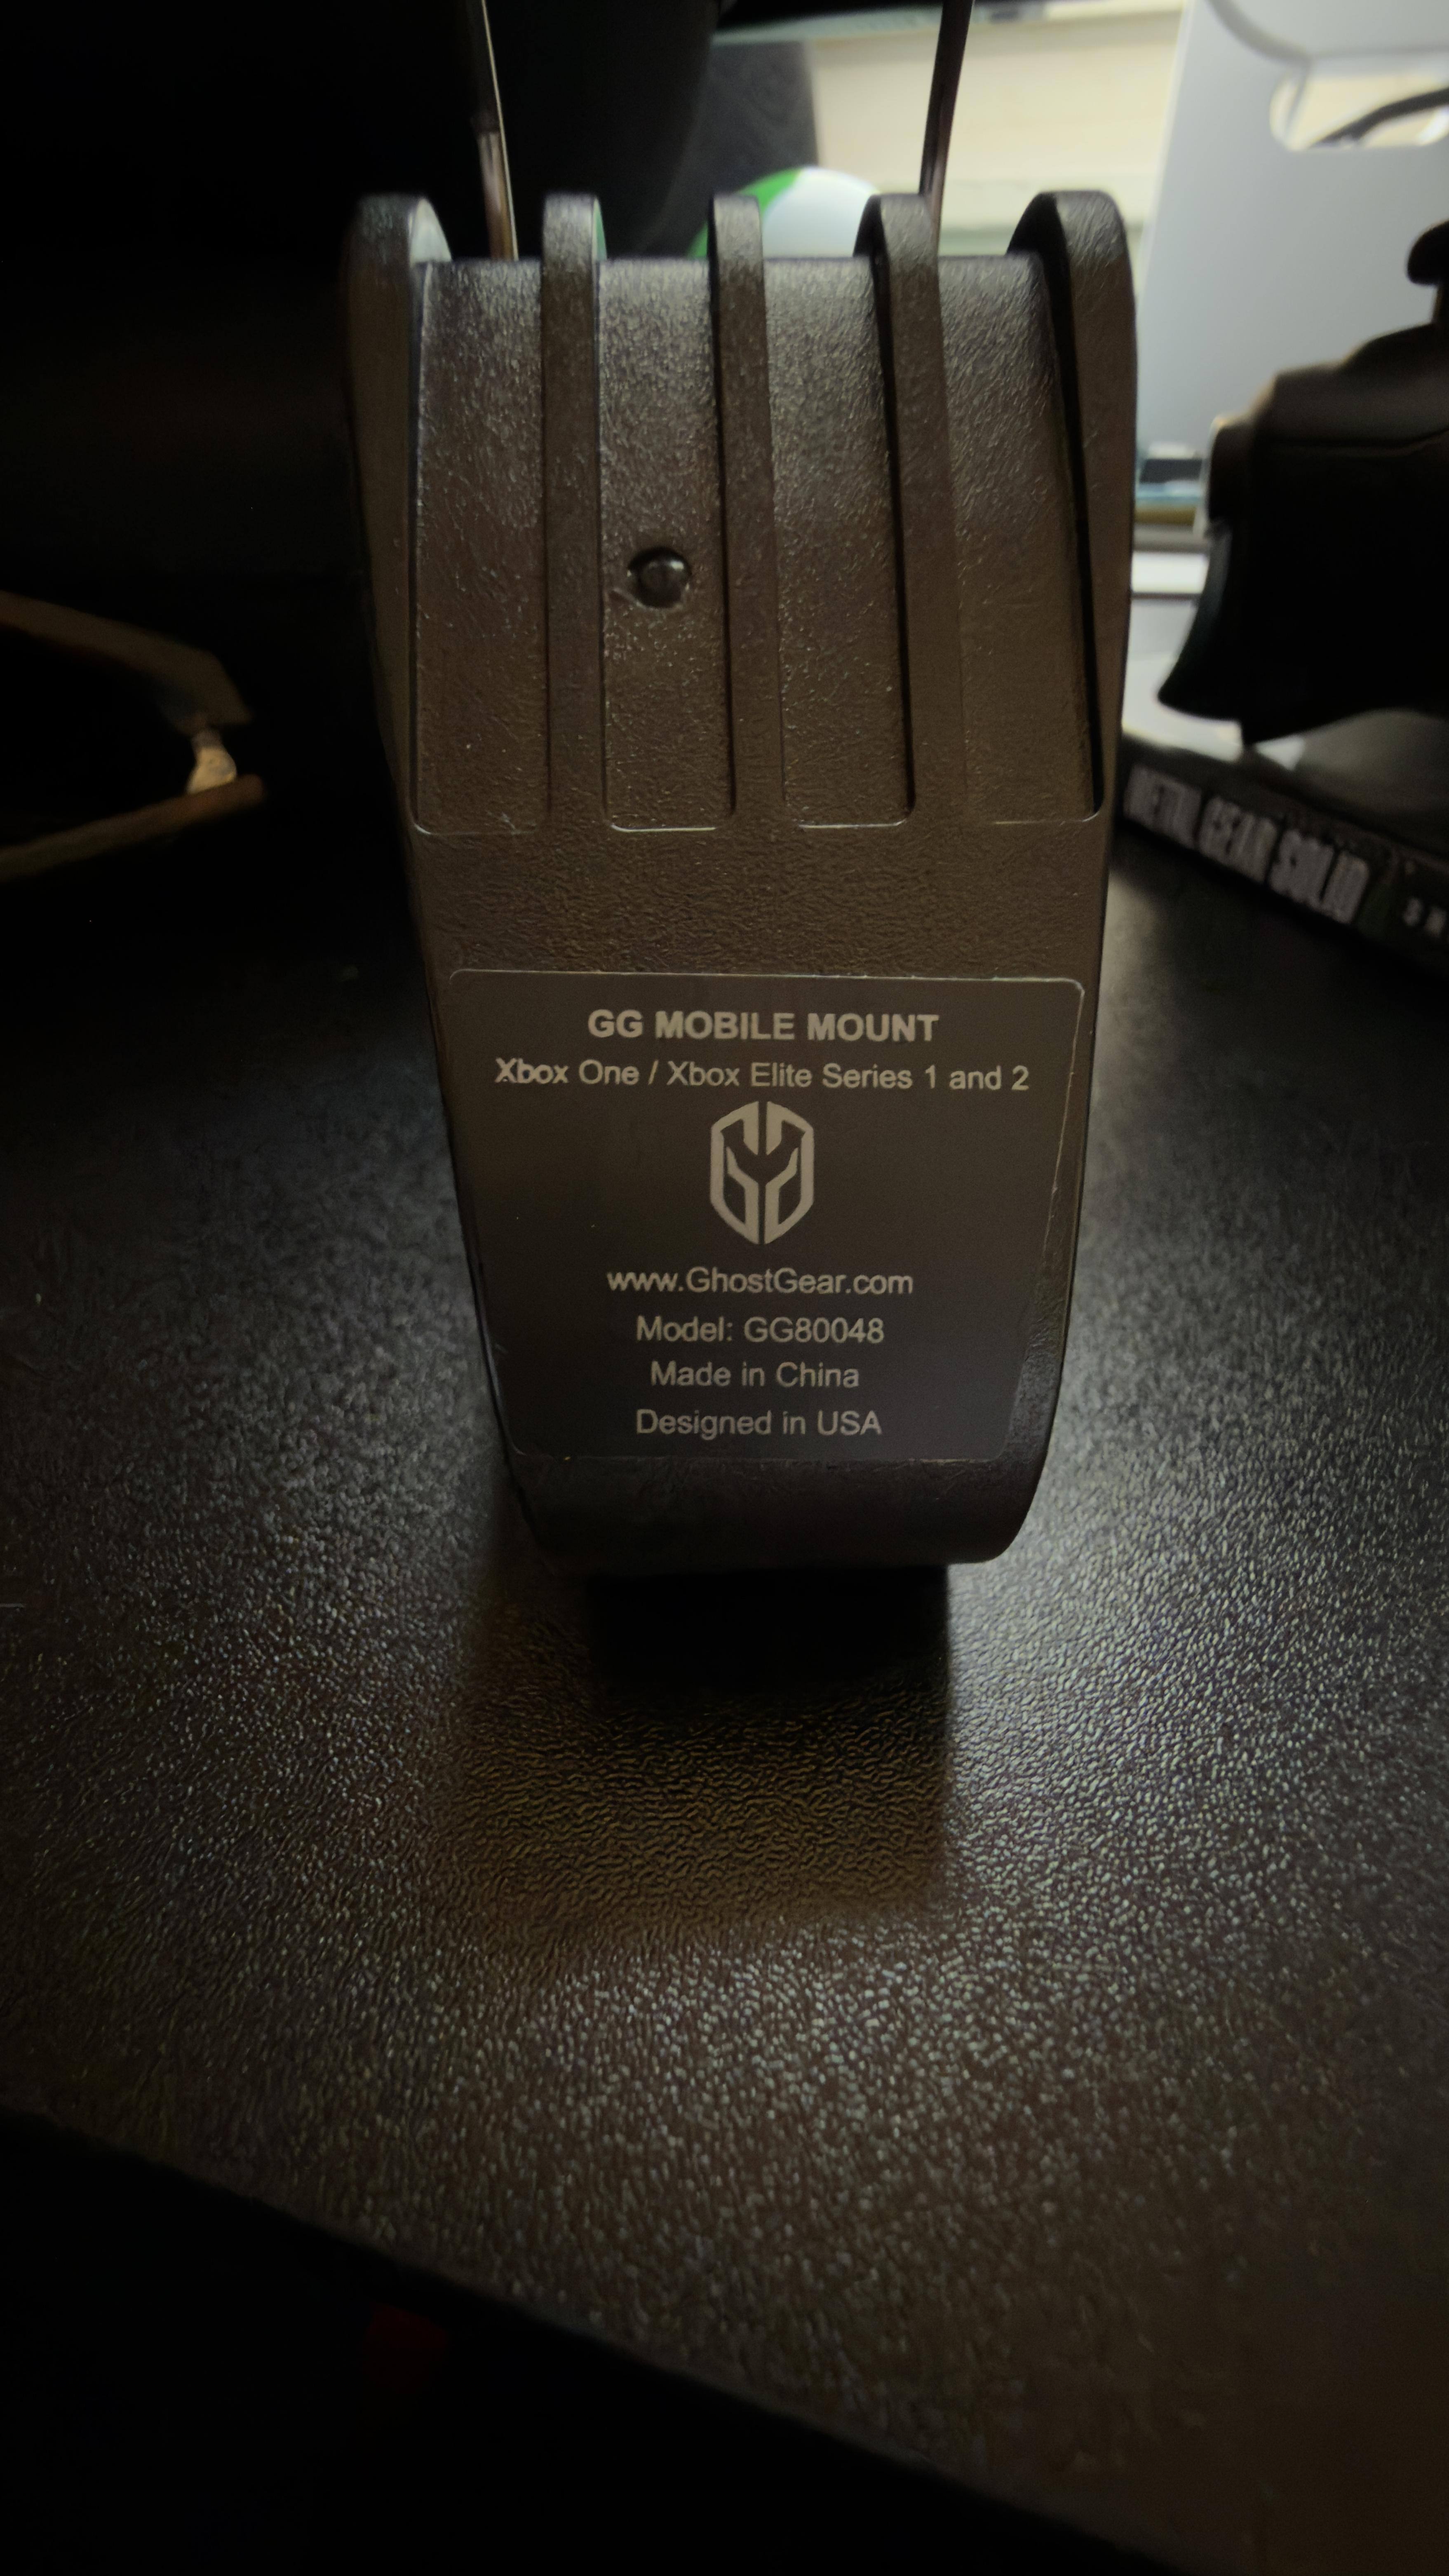 METAL GEAR SOLID
GG MOBILE MOUNT
Xbox One / Xbox Elite Series 1 and 2
www.GhostGear.com
Model: GG80048
Made in China
Designed in USA